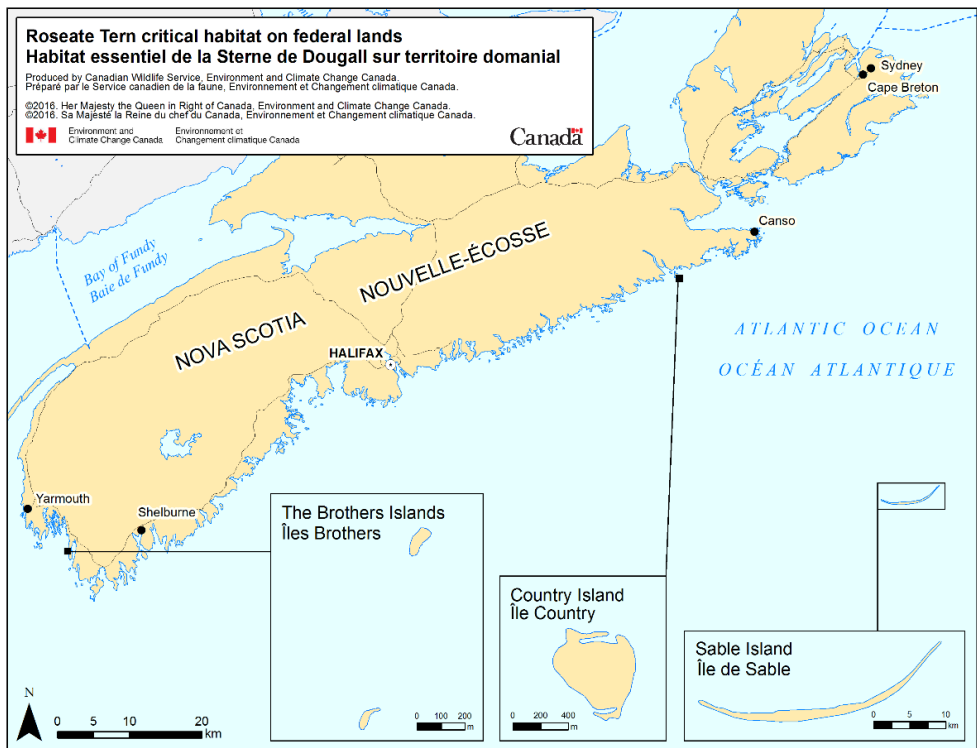 Roseate Tern critical habitat on federal lands
Habitat essentiel de la Sterne de Dougall sur territoire domanial
Produced by Canadian Wildlife Service, Environment and Climate Change Canada.
Préparé par le Service canadien de la faune, Environnement et Changement climatique Canada.
©2016. Her Majesty the Queen in Right of Canada, Environment and Climate Change Canada.
©2016. Sa Majesté la Reine du chef du Canada, Environnement et Changement climatique Canada.
Environment and
Climate Change Canada
Environnement et
Changement climatique Canada
Canada
Sydney
Cape Breton
Canso
Bay of Fundy
Baie de Fundy
NOUVELLE-ÉCOSSE
NOVA SCOTIA
HALIFAX
ATLANTIC OCEAN
OCÉAN ATLANTIQUE
Yarmouth
Shelburne
The Brothers Islands
Îles Brothers
0 100 200
m
Country Island
Île Country
0 200 400
m
Sable Island
Île de Sable
0 5 10
km
N
0 5 10 20
km